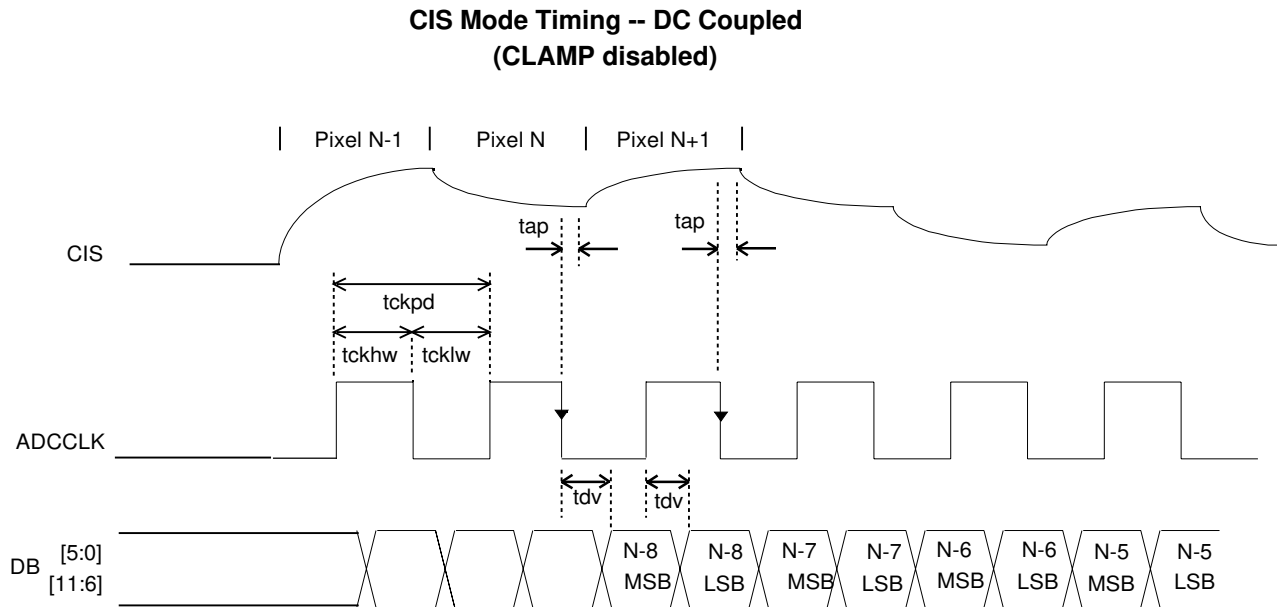 CIS Mode Timing -- DC Coupled
(CLAMP disabled)
| Pixel N-1 | Pixel N | Pixel N+1 |
tap tap
CIS
tckpd
tckhw tcklw
ADCCLK
tdv tdv
DB [5:0] N-8 N-8 N-7 N-7 N-6 N-6 N-5 N-5
[11:6] MSB LSB MSB LSB MSB LSB MSB LSB